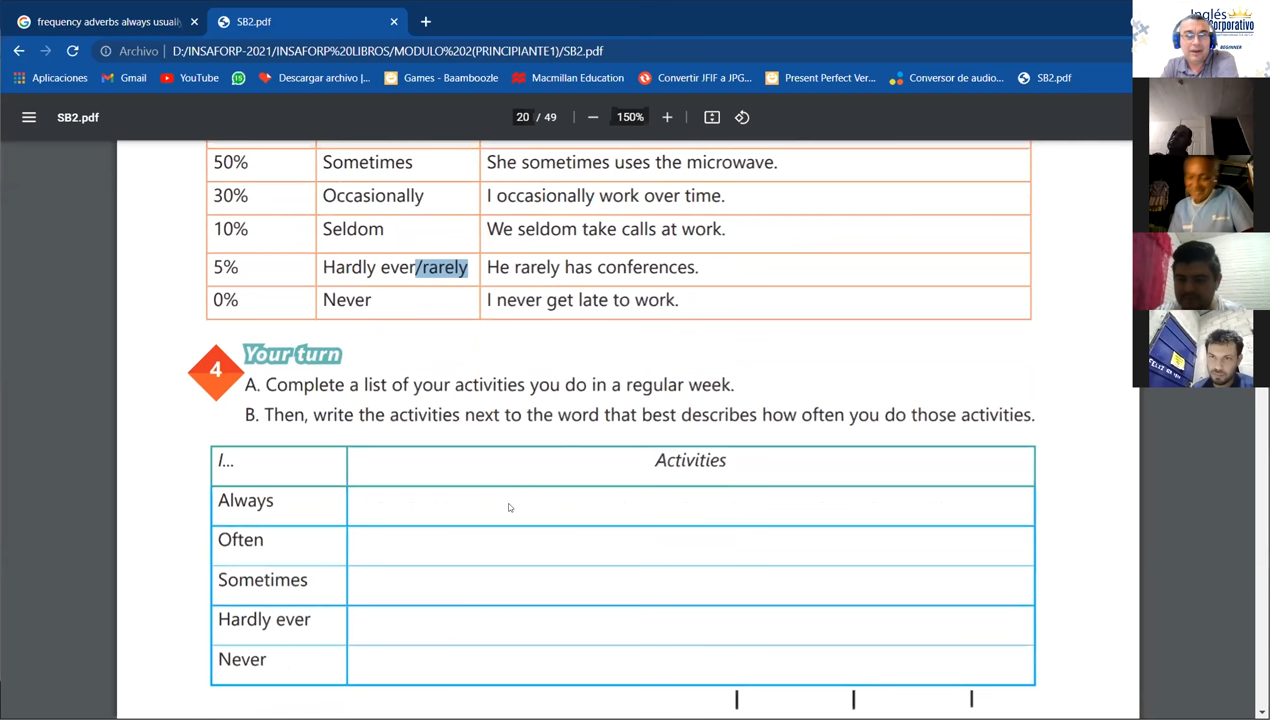 frequency adverbs always usually
SB2.pdf
Archivo
D:/INSAFORP-2021/INSAFORP%20LIBROS/MODULO%202(PRINCIPIANTE1)/SB2.pdf
Aplicaciones
Gmail
YouTube
Descargar archivo |...
Games - Baamboozle
Macmillan Education
Convertir JFIF a JPG...
Present Perfect Ver...
Conversor de audio...
SB2.pdf
SB2.pdf
20 / 49
150%
Inglés
Corporativo
BEGINNER
50% Sometimes She sometimes uses the microwave.
30% Occasionally I occasionally work over time.
10% Seldom We seldom take calls at work.
5% Hardly ever/rarely He rarely has conferences.
0% Never I never get late to work.
4 Your turn
A. Complete a list of your activities you do in a regular week.
B. Then, write the activities next to the word that best describes how often you do those activities.
I... Activities
Always
Often
Sometimes
Hardly ever
Never